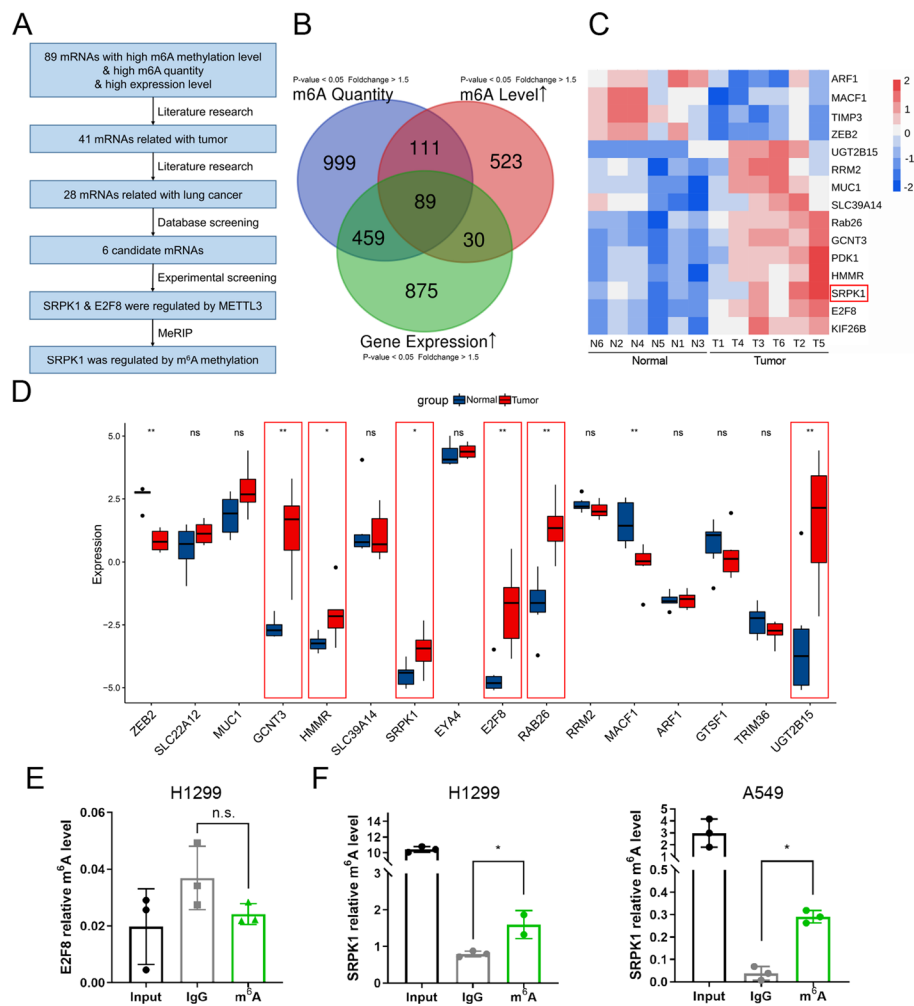 A
89 mRNAs with high m6A methylation level
& high m6A quantity
& high expression level
Literature research
41 mRNAs related with tumor
Literature research
28 mRNAs related with lung cancer
Database screening
6 candidate mRNAs
Experimental screening
SRPK1 & E2F8 were regulated by METTL3
MeRIP
SRPK1 was regulated by m⁶A methylation
B
P-value < 0.05 Foldchange > 1.5
m6A Quantity
P-value < 0.05 Foldchange > 1.5
m6A Level↑
999
111
523
89
459
30
875
Gene Expression↑
P-value < 0.05 Foldchange > 1.5
C
ARF1
MACF1
TIMP3
ZEB2
UGT2B15
RRM2
MUC1
SLC39A14
Rab26
GCNT3
PDK1
HMMR
SRPK1
E2F8
KIF26B
2
1
0
-1
-2
N6 N2 N4 N5 N1 N3 T1 T4 T3 T6 T2 T5
Normal Tumor
D
group Normal Tumor
** ns ns ** * ns * ns ** ** ns ** ns ns ns **
Expression
5.0
2.5
0.0
-2.5
-5.0
ZEB2
SLC22A12
MUC1
GCNT3
HMMR
SLC39A14
SRPK1
EYA4
E2F8
RAB26
RRM2
MACF1
ARF1
GTSF1
TRIM36
UGT2B15
E
H1299
E2F8 relative m⁶A level
0.06
0.04
0.02
0.00
n.s.
Input IgG m⁶A
F
H1299
SRPK1 relative m⁶A level
16
14
12
10
8
3
2
1
0
*
Input IgG m⁶A
A549
SRPK1 relative m⁶A level
5
4
3
2
1
0.5
0.4
0.3
0.2
0.1
0.0
*
Input IgG m⁶A